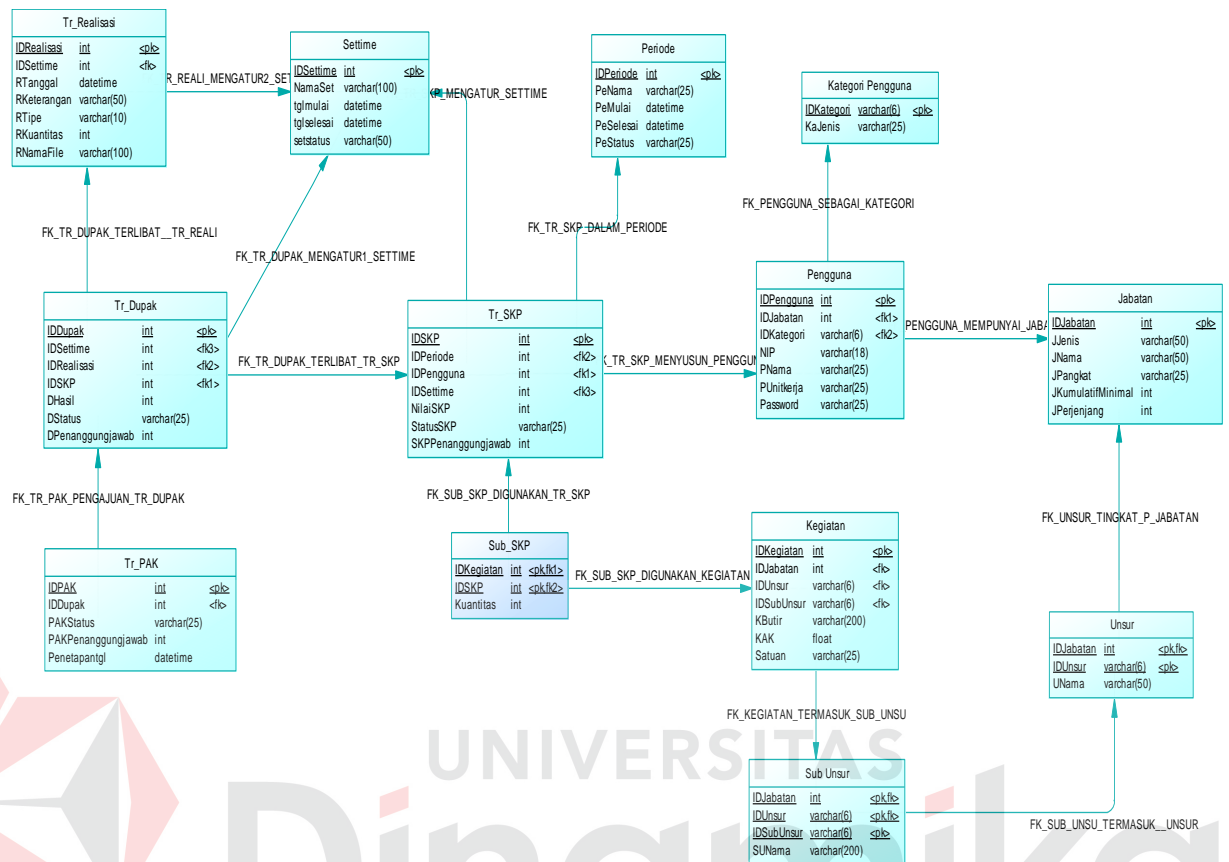 Tr_Realisasi
IDRealisasi int <pk>
IDSettime int <fk>
RTanggal datetime
RKeterangan varchar(50)
RTipe varchar(10)
RKuantitas int
RNamaFile varchar(100)
R_REALI_MENGATUR2_SET
Settime
IDSettime int <pk>
NamaSet varchar(100)
tglmulai datetime
tglselesai datetime
setstatus varchar(50)
KP_MENGATUR_SETTIME
Periode
IDPeriode int <pk>
PeNama varchar(25)
PeMulai datetime
PeSelesai datetime
PeStatus varchar(25)
Kategori Pengguna
IDKategori varchar(6) <pk>
KaJenis varchar(25)
FK_PENGGUNA_SEBAGAI_KATEGORI
FK_TR_SKP_DALAM_PERIODE
FK_TR_DUPAK_TERLIBAT__TR_REALI
FK_TR_DUPAK_MENGATUR1_SETTIME
Tr_Dupak
IDDupak int <pk>
IDSettime int <fk3>
IDRealisasi int <fk2>
IDSKP int <fk1>
DHasil int
DStatus varchar(25)
DPenanggungjawab int
FK_TR_DUPAK_TERLIBAT_TR_SKP
Tr_SKP
IDSKP int <pk>
IDPeriode int <fk2>
IDPengguna int <fk1>
IDSettime int <fk3>
NilaiSKP int
StatusSKP varchar(25)
SKPPenanggungjawab int
K_TR_SKP_MENYUSUN_PENGGUN
Pengguna
IDPengguna int <pk>
IDJabatan int <fk1>
IDKategori varchar(6) <fk2>
NIP varchar(18)
PNama varchar(25)
PUnitkerja varchar(25)
Password varchar(25)
PENGGUNA_MEMPUNYAI_JABA
Jabatan
IDJabatan int <pk>
JJenis varchar(50)
JNama varchar(50)
JPangkat varchar(25)
JKumulatifMinimal int
JPerjenjang int
FK_TR_PAK_PENGAJUAN_TR_DUPAK
FK_SUB_SKP_DIGUNAKAN_TR_SKP
FK_UNSUR_TINGKAT_P_JABATAN
Tr_PAK
IDPAK int <pk>
IDDupak int <fk>
PAKStatus varchar(25)
PAKPenanggungjawab int
Penetapantgl datetime
Sub_SKP
IDKegiatan int <pk,fk1>
IDSKP int <pk,fk2>
Kuantitas int
FK_SUB_SKP_DIGUNAKAN_KEGIATAN
Kegiatan
IDKegiatan int <pk>
IDJabatan int <fk>
IDUnsur varchar(6) <fk>
IDSubUnsur varchar(6) <fk>
KButir varchar(200)
KAK float
Satuan varchar(25)
Unsur
IDJabatan int <pk,fk>
IDUnsur varchar(6) <pk>
UNama varchar(50)
FK_KEGIATAN_TERMASUK_SUB_UNSU
Sub Unsur
IDJabatan int <pk,fk>
IDUnsur varchar(6) <pk,fk>
IDSubUnsur varchar(6) <pk>
SUNama varchar(200)
FK_SUB_UNSU_TERMASUK__UNSUR
UNIVERSITAS
Dinamika